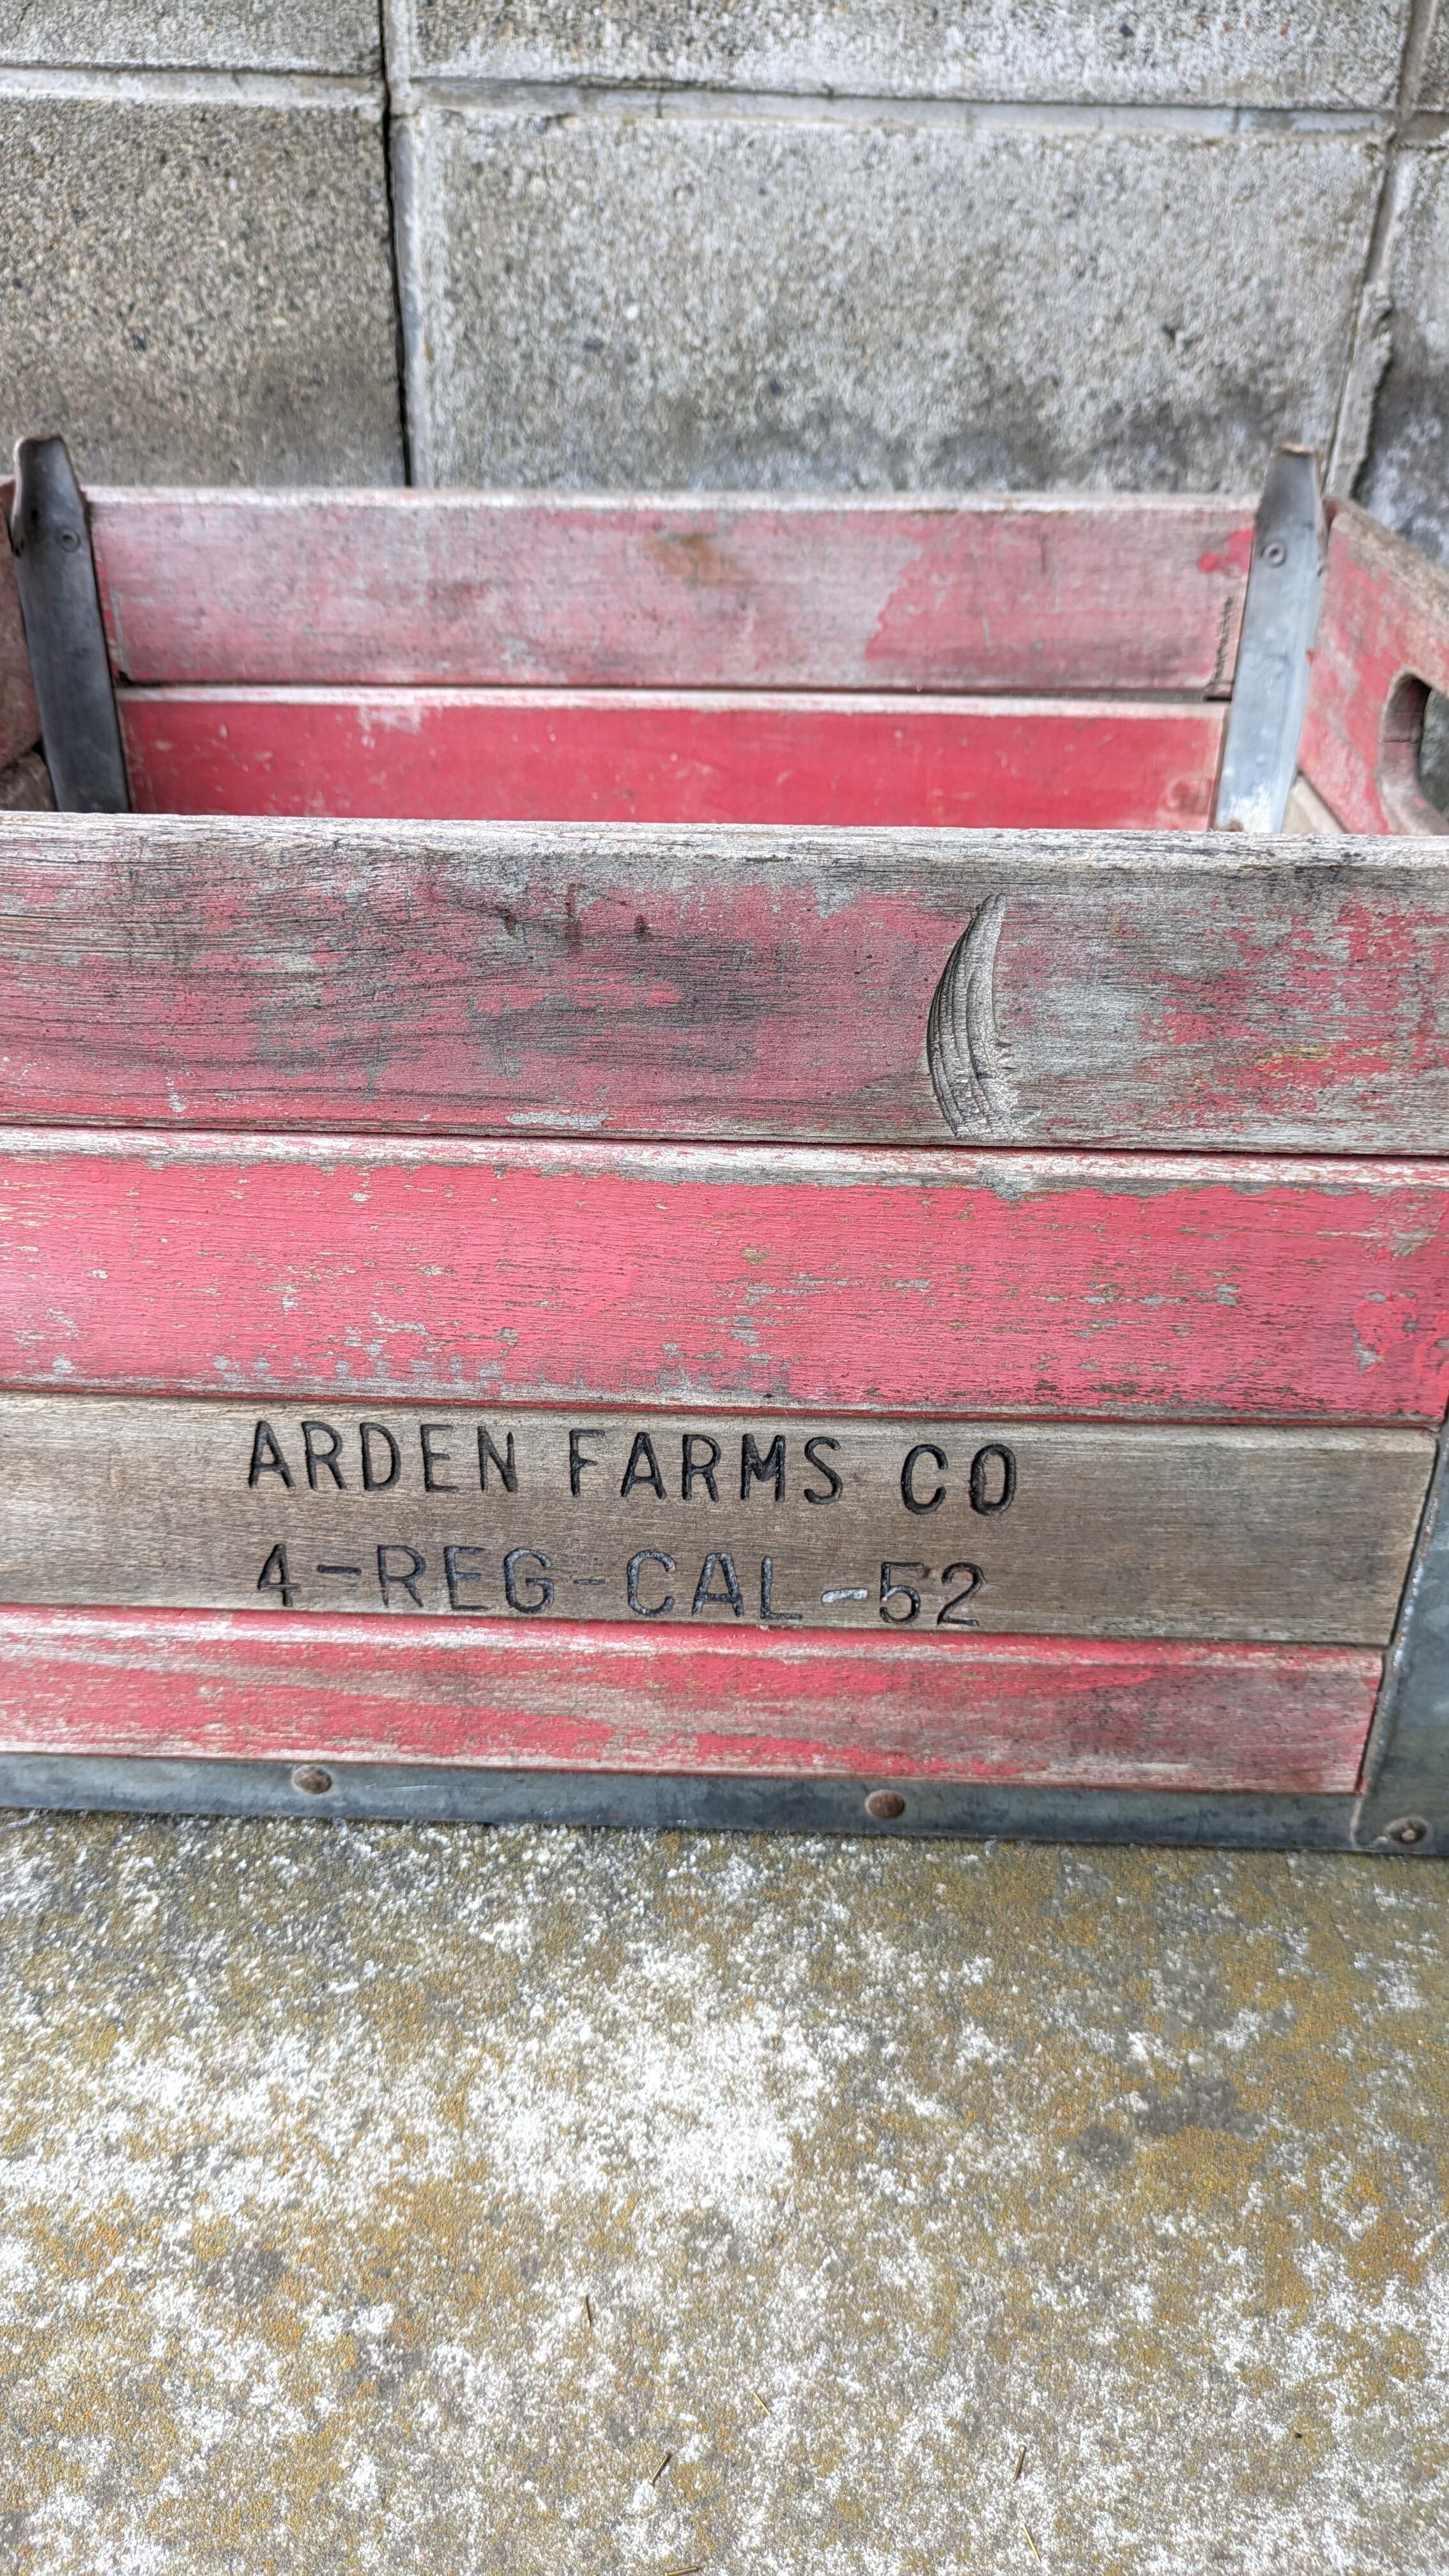 ARDEN FARMS CO
4-REG-CAL-52